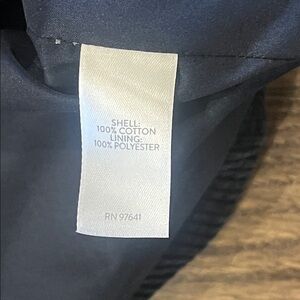 SHELL:
100% COTTON
LINING:
100% POLYESTER
RN 97641